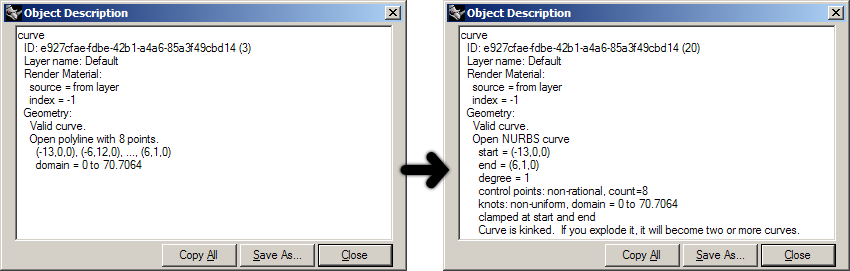 Object Description
curve
ID: e927cfae-fdbe-42b1-a4a6-85a3f49cbd14 (3)
Layer name: Default
Render Material:
source = from layer
index = -1
Geometry:
Valid curve.
Open polyline with 8 points.
(-13,0,0), (-6,12,0), ..., (6,1,0)
domain = 0 to 70.7064
Copy All
Save As...
Close
Object Description
curve
ID: e927cfae-fdbe-42b1-a4a6-85a3f49cbd14 (20)
Layer name: Default
Render Material:
source = from layer
index = -1
Geometry:
Valid curve.
Open NURBS curve
start = (-13,0,0)
end = (6,1,0)
degree = 1
control points: non-rational, count=8
knots: non-uniform, domain = 0 to 70.7064
clamped at start and end
Curve is kinked.  If you explode it, it will become two or more curves.
Copy All
Save As...
Close